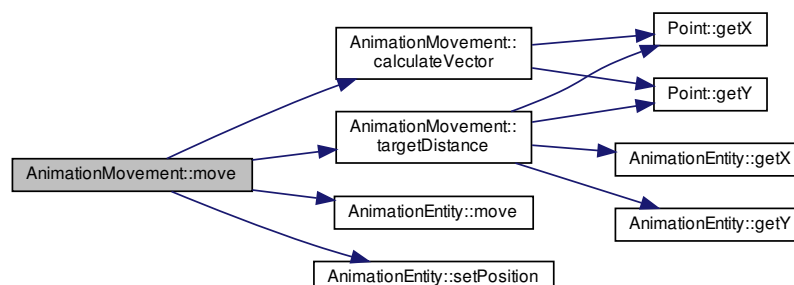 AnimationMovement::move
AnimationMovement::
calculateVector
AnimationMovement::
targetDistance
AnimationEntity::move
AnimationEntity::setPosition
Point::getX
Point::getY
AnimationEntity::getX
AnimationEntity::getY